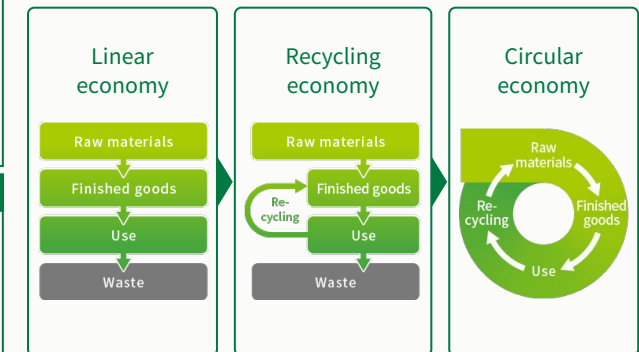 Linear
economy
Raw materials
Finished goods
Use
Waste
Recycling
economy
Raw materials
Finished goods
Re-
cycling
Use
Waste
Circular
economy
Raw
materials
Finished
goods
Use
Re-
cycling